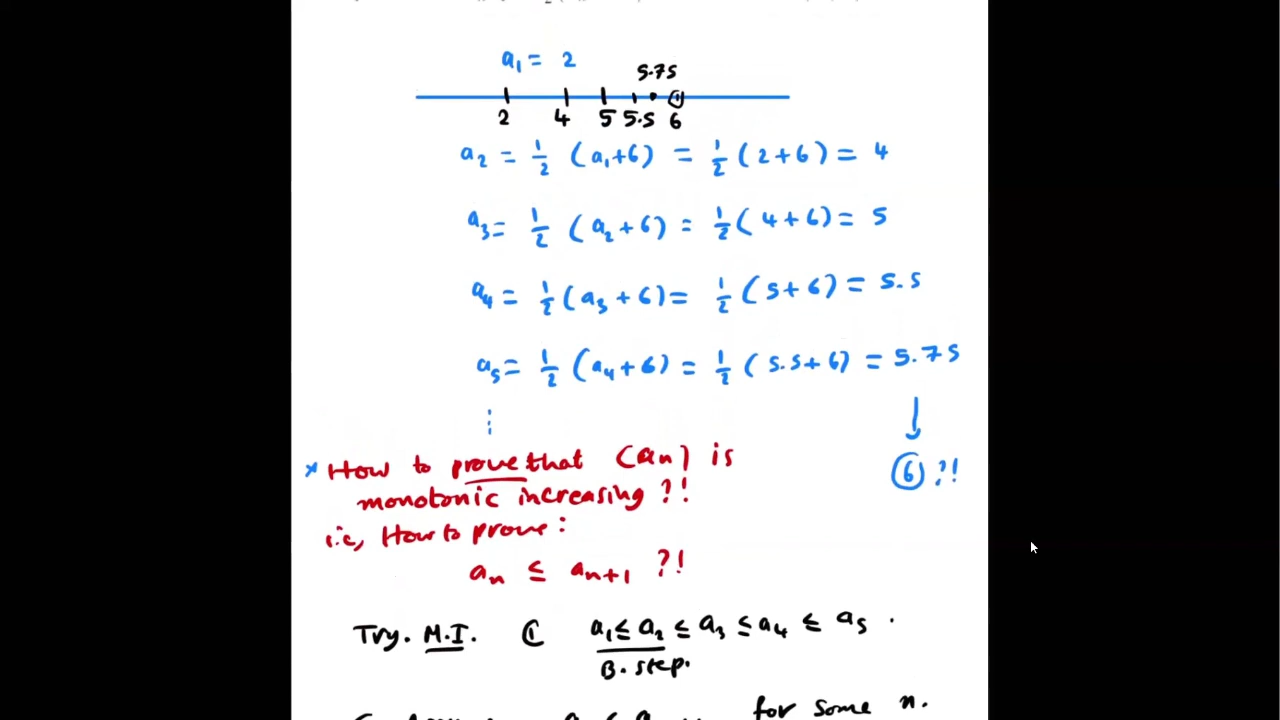 a₁ = 2
5.75
2 4 5 5.5 6
a₂ = 1/2 (a₁+6) = 1/2 (2+6) = 4
a₃ = 1/2 (a₂+6) = 1/2 (4+6) = 5
a₄ = 1/2 (a₃+6) = 1/2 (5+6) = 5.5
a₅ = 1/2 (a₄+6) = 1/2 (5.5+6) = 5.75
⋮ ↓
* How to prove that (an) is
6 ?!
monotonic increasing ?!
i.e, How to prove:
aₙ ≤ aₙ₊₁ ?!
Try. M.I. ① a₁ ≤ a₂ ≤ a₃ ≤ a₄ ≤ a₅ .
B. step.
for some n.